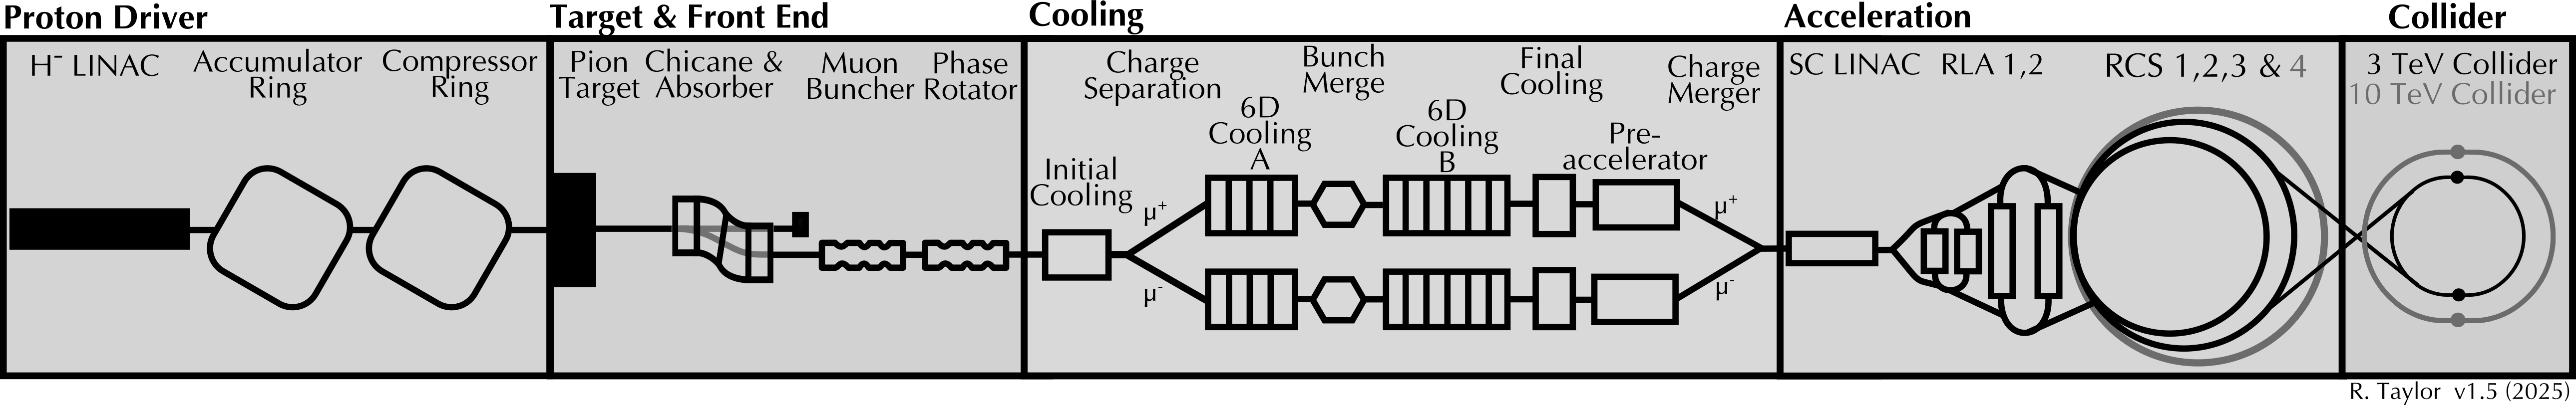 Proton Driver
Target & Front End
Cooling
Acceleration
Collider
H⁻ LINAC
Accumulator
Ring
Compressor
Ring
Pion
Target
Chicane &
Absorber
Muon
Buncher
Phase
Rotator
Initial
Cooling
Charge
Separation
μ⁺
μ⁻
6D
Cooling
A
Bunch
Merge
6D
Cooling
B
Final
Cooling
Pre-
accelerator
Charge
Merger
μ⁺
μ⁻
SC LINAC
RLA 1,2
RCS 1,2,3 & 4
3 TeV Collider
10 TeV Collider
R. Taylor v1.5 (2025)